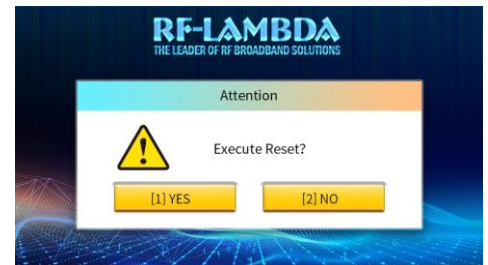 RF-LAMBDA
THE LEADER OF RF BROADBAND SOLUTIONS
Attention
Execute Reset?
[1] YES
[2] NO